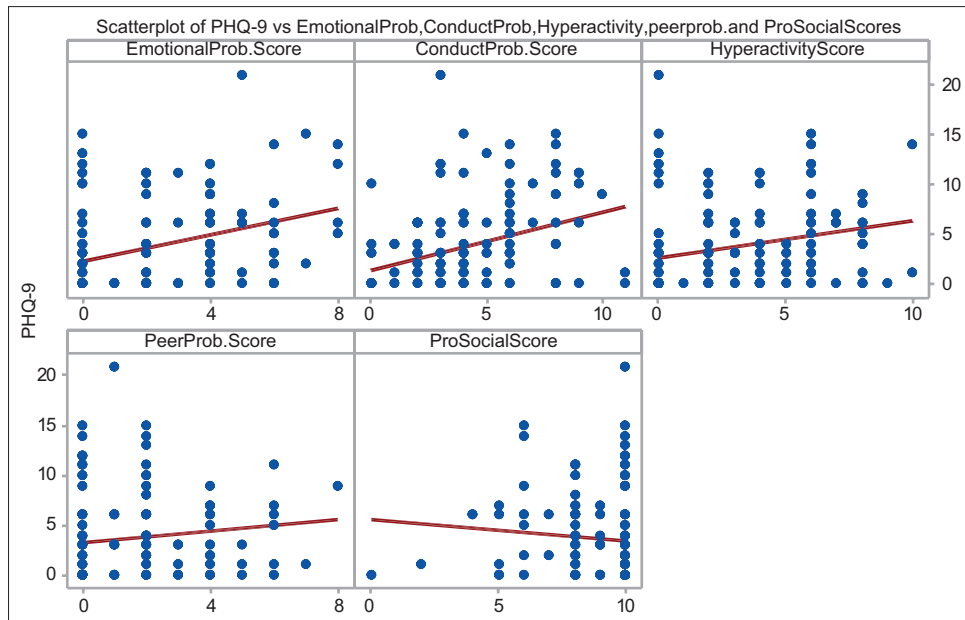 Scatterplot of PHQ-9 vs EmotionalProb,ConductProb,Hyperactivity,peerprob.and ProSocialScores
EmotionalProb.Score ConductProb.Score HyperactivityScore
20
15
10
5
0
0 4 8 0 5 10 0 5 10
PHQ-9
PeerProb.Score ProSocialScore
20
15
10
5
0
0 4 8 0 5 10